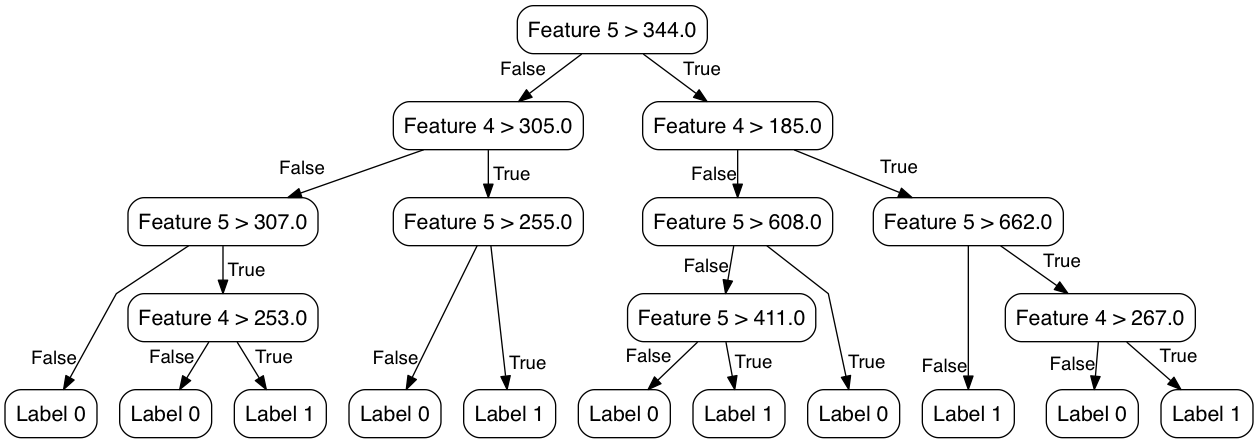 Feature 5 > 344.0
False
True
Feature 4 > 305.0
Feature 4 > 185.0
False
True
False
True
Feature 5 > 307.0
Feature 5 > 255.0
Feature 5 > 608.0
Feature 5 > 662.0
True
False
True
Feature 4 > 253.0
Feature 5 > 411.0
Feature 4 > 267.0
False
False
True
False
True
False
True
True
False
False
True
Label 0
Label 0
Label 1
Label 0
Label 1
Label 0
Label 1
Label 0
Label 1
Label 0
Label 1